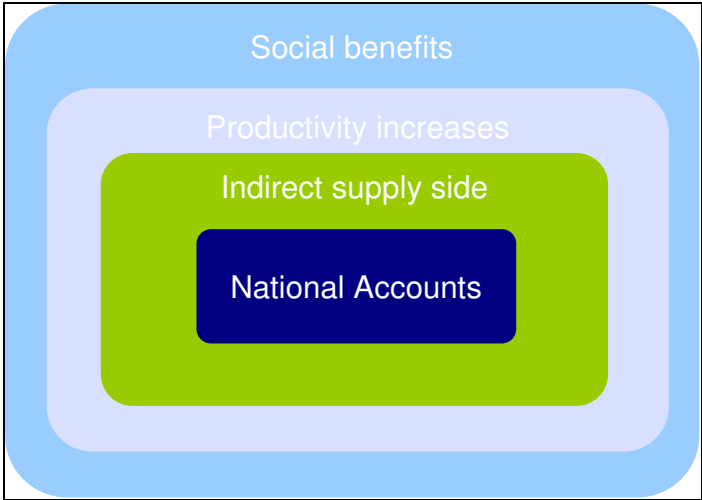 Social benefits
Productivity increases
Indirect supply side
National Accounts